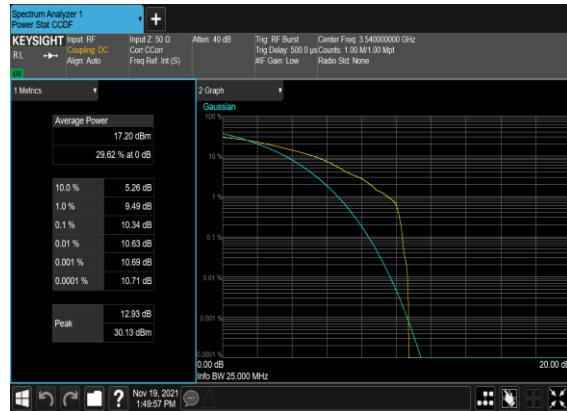 Spectrum Analyzer 1
Power Stat CCDF
KEYSIGHT
Input: RF
Input Z: 50 Ω
Atten: 40 dB
Trig: RF Burst
Center Freq: 3.540000000 GHz
RL
Coupling: DC
Corr CCorr
Trig Delay: 500.0 µs
Counts: 1.00 M/1.00 Mpt
Align: Auto
Freq Ref: Int (S)
#IF Gain: Low
Radio Std: None
1 Metrics
2 Graph
Average Power
17.20 dBm
29.62 % at 0 dB
10.0 % 5.26 dB
1.0 % 9.49 dB
0.1 % 10.34 dB
0.01 % 10.63 dB
0.001 % 10.69 dB
0.0001 % 10.71 dB
Peak
12.93 dB
30.13 dBm
Gaussian
100 %
10 %
1 %
0.1 %
0.01 %
0.001 %
0.0001 %
0.00 dB
20.00 dB
Info BW 25.000 MHz
Nov 19, 2021
1:49:57 PM